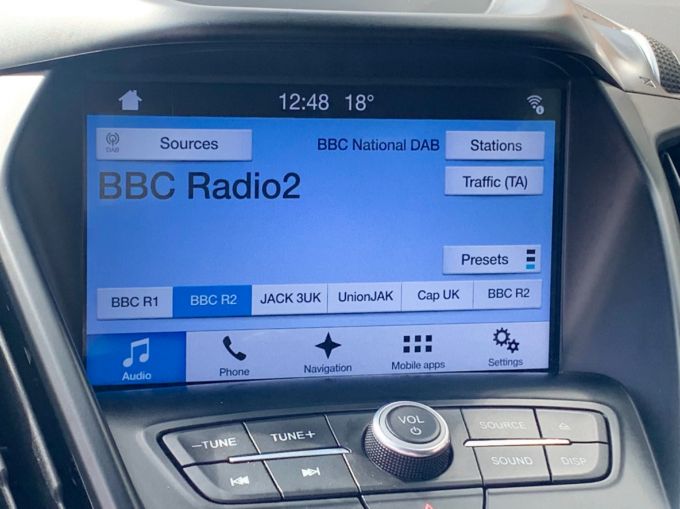 12:48 18°
DAB Sources BBC National DAB Stations
BBC Radio2 Traffic (TA)
Presets
BBC R1 BBC R2 JACK 3UK UnionJAK Cap UK BBC R2
Audio Phone Navigation Mobile apps Settings
–TUNE TUNE+ VOL SOURCE
SOUND DISP